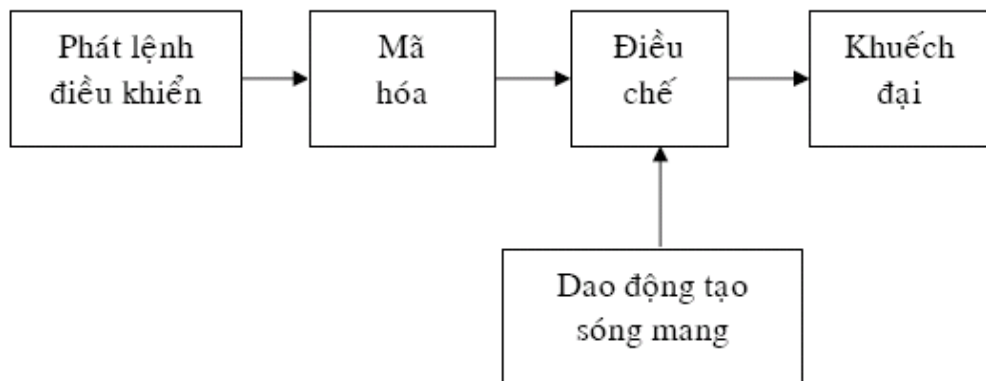 Phát lệnh
điều khiển
Mã
hóa
Điều
chế
Khuếch
đại
Dao động tạo
sóng mang